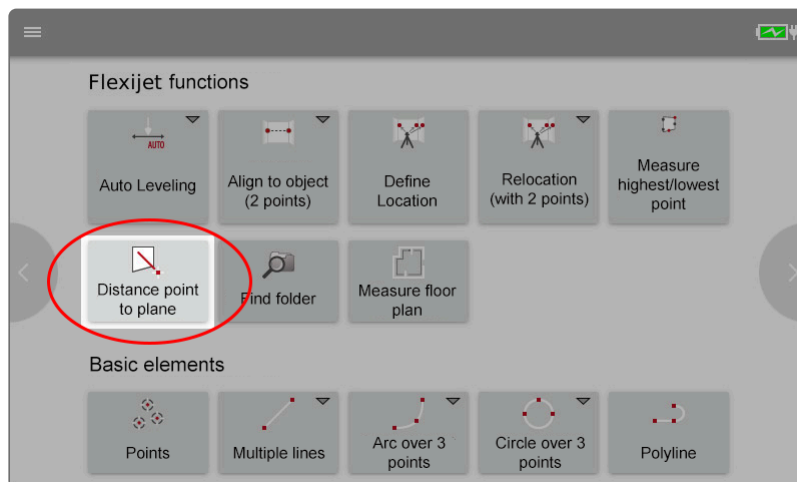 Flexijet functions
AUTO
Auto Leveling
Align to object
(2 points)
Define
Location
Relocation
(with 2 points)
Measure
highest/lowest
point
Distance point
to plane
Find folder
Measure floor
plan
Basic elements
Points
Multiple lines
Arc over 3
points
Circle over 3
points
Polyline